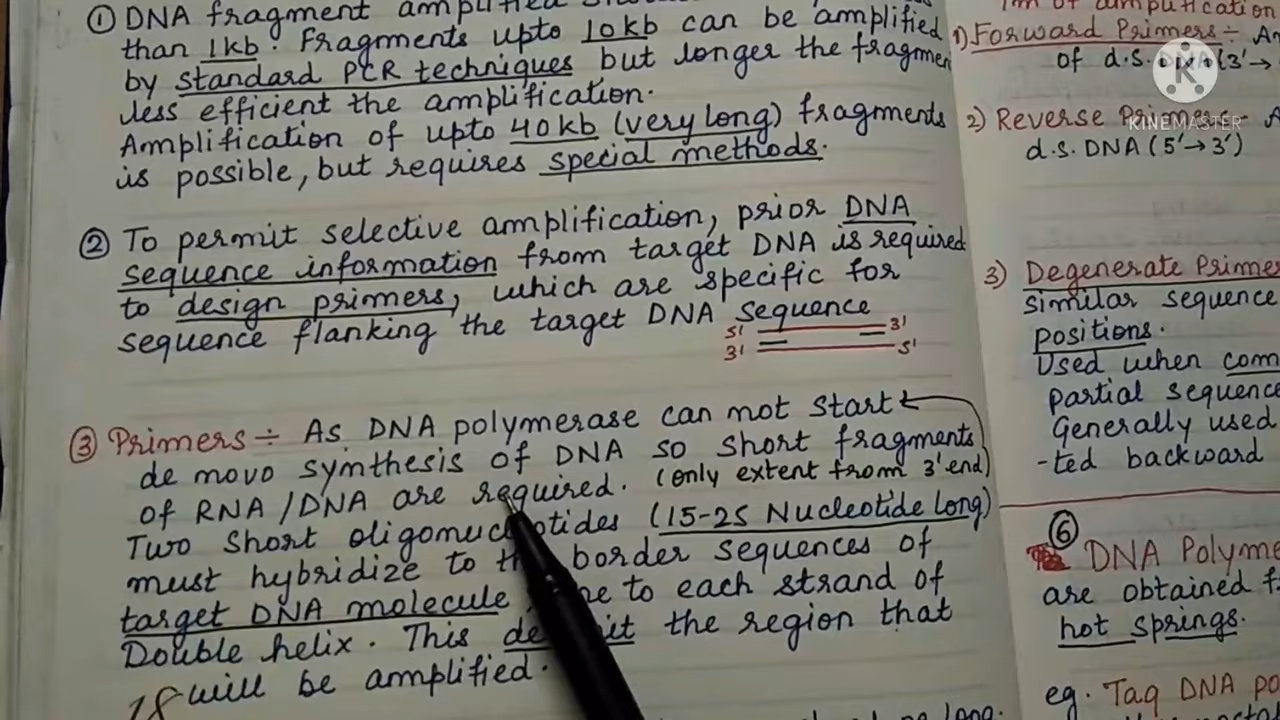 ① DNA fragment
than 1kb. Fragments upto 10kb can be amplified
by standard PCR techniques but longer the fragmen
less efficient the amplification.
Amplification of upto 40kb (very long) fragments
is possible, but requires special methods.
② To permit selective amplification, prior DNA
sequence information from target DNA is required
to design primers, which are specific for
sequence flanking the target DNA sequence
5' 3'
3' 5'
③ Primers ÷ As DNA polymerase can not start
de movo synthesis of DNA so short fragments
of RNA/DNA are required. (only extent from 3' end)
Two short oligonucleotides (15-25 Nucleotide long)
must hybridize to the border sequences of
target DNA molecule, one to each strand of
Double helix. This the region that
18 will be amplified.
long.
of amplification
1) Forward Primers ÷ An
of d.s. DNA (3' →
2) Reverse Primers A
d.s. DNA (5' → 3')
3) Degenerate Primer
similar sequence
positions.
Used when com
partial sequence
Generally used
-ted backward
⑥ DNA Polyme
are obtained f
hot springs.
eg. Taq DNA po
KINEMASTER